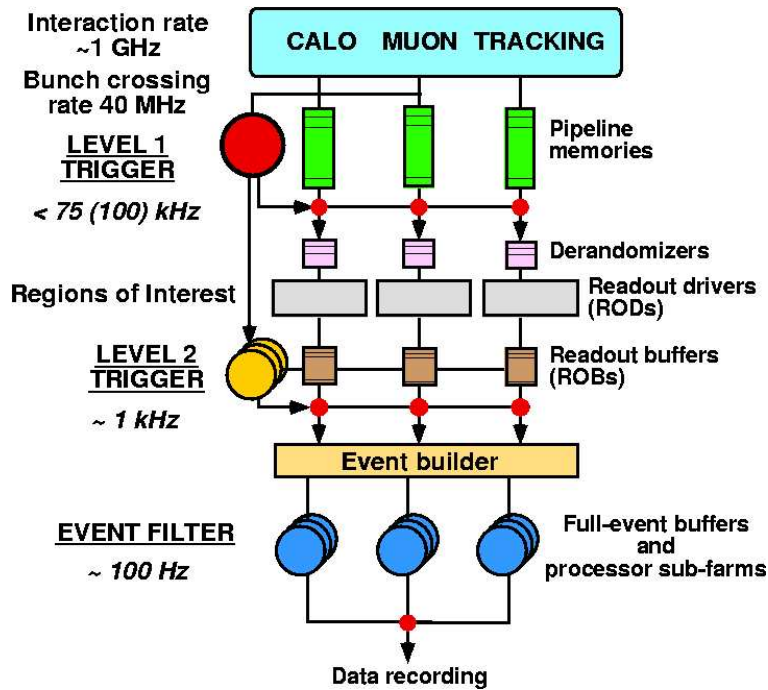 Interaction rate
~1 GHz
CALO MUON TRACKING
Bunch crossing
rate 40 MHz
Pipeline
memories
LEVEL 1
TRIGGER
< 75 (100) kHz
Derandomizers
Regions of Interest
Readout drivers
(RODs)
LEVEL 2
TRIGGER
Readout buffers
(ROBs)
~ 1 kHz
Event builder
EVENT FILTER
~ 100 Hz
Full-event buffers
and
processor sub-farms
Data recording